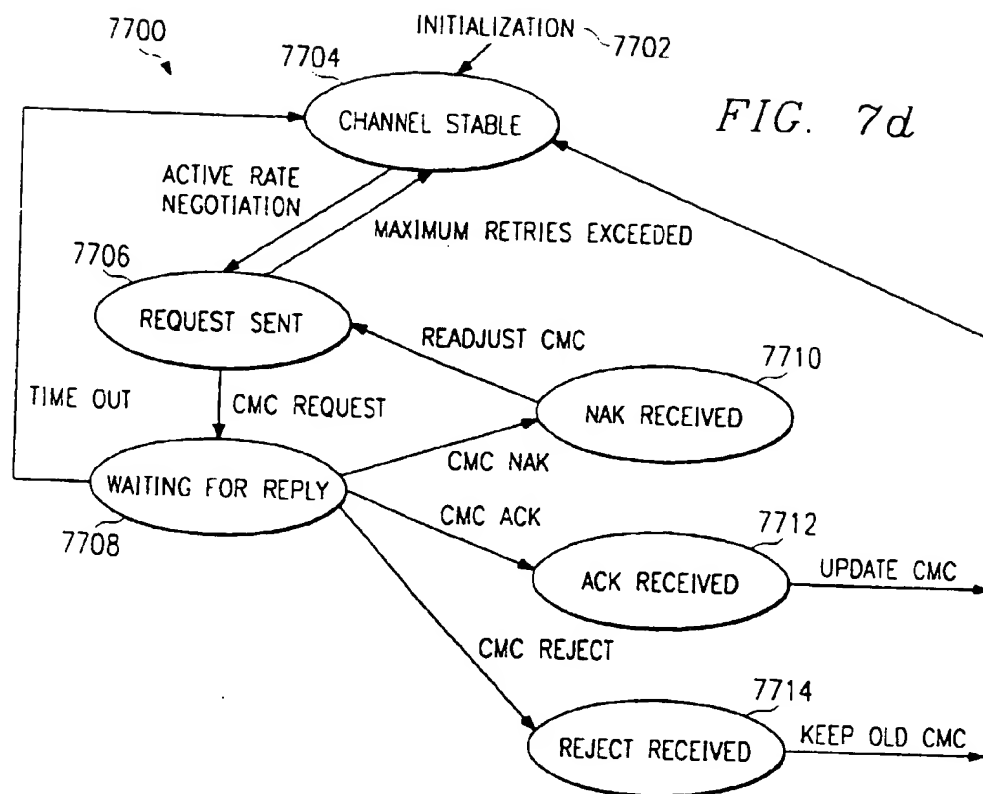 INITIALIZATION
7702
7700
7704
CHANNEL STABLE
FIG. 7d
ACTIVE RATE
NEGOTIATION
MAXIMUM RETRIES EXCEEDED
7706
REQUEST SENT
READJUST CMC
7710
NAK RECEIVED
TIME OUT
CMC REQUEST
CMC NAK
WAITING FOR REPLY
7708
CMC ACK
7712
ACK RECEIVED
UPDATE CMC
CMC REJECT
7714
REJECT RECEIVED
KEEP OLD CMC